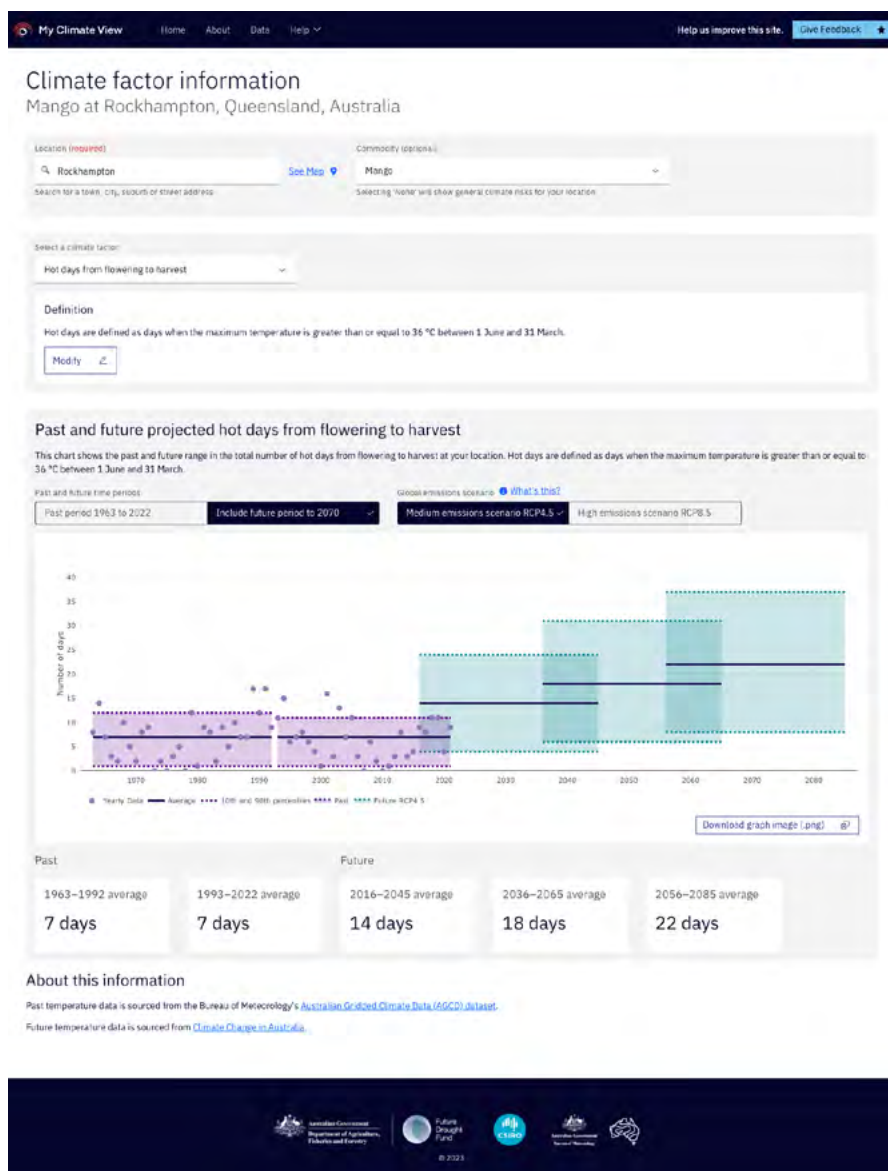 My Climate View Home About Data Help Help us improve this site. Give Feedback
Climate factor information
Mango at Rockhampton, Queensland, Australia
Location (required) Commodity (optional)
Rockhampton See Map Mango
Search for a town, city, suburb or street address Selecting 'None' will show general climate risks for your location
Select a climate factor
Hot days from flowering to harvest
Definition
Hot days are defined as days when the maximum temperature is greater than or equal to 36 °C between 1 June and 31 March.
Modify
Past and future projected hot days from flowering to harvest
This chart shows the past and future range in the total number of hot days from flowering to harvest at your location. Hot days are defined as days when the maximum temperature is greater than or equal to
36 °C between 1 June and 31 March.
Past and future time periods Global emissions scenario What's this?
Past period 1963 to 2022 Include future period to 2070 Medium emissions scenario RCP4.5 High emissions scenario RCP8.5
40
35
30
25
20
15
10
5
0
Number of days
1970 1980 1990 2000 2010 2020 2030 2040 2050 2060 2070 2080
Yearly Data Average 10th and 90th percentiles Past Future RCP4.5
Download graph image (.png)
Past Future
1963–1992 average 1993–2022 average 2016–2045 average 2036–2065 average 2056–2085 average
7 days 7 days 14 days 18 days 22 days
About this information
Past temperature data is sourced from the Bureau of Meteorology's Australian Gridded Climate Data (AGCD) dataset.
Future temperature data is sourced from Climate Change in Australia.
Australian Government
Department of Agriculture,
Fisheries and Forestry
Future
Drought
Fund
CSIRO
Australian Government
Bureau of Meteorology
© 2023